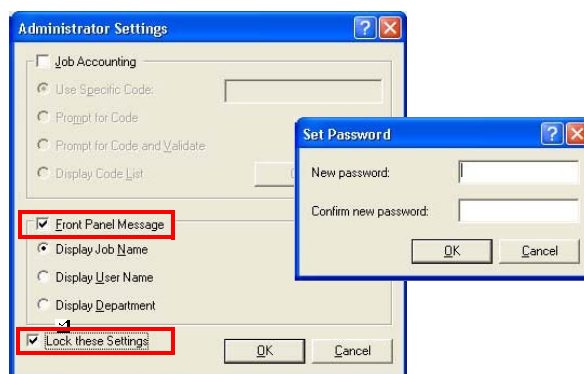 Administrator Settings
Job Accounting
Use Specific Code:
Prompt for Code
Prompt for Code and Validate
Display Code List
Front Panel Message
Display Job Name
Display User Name
Display Department
Lock these Settings
OK Cancel
Set Password
New password:
Confirm new password:
OK Cancel